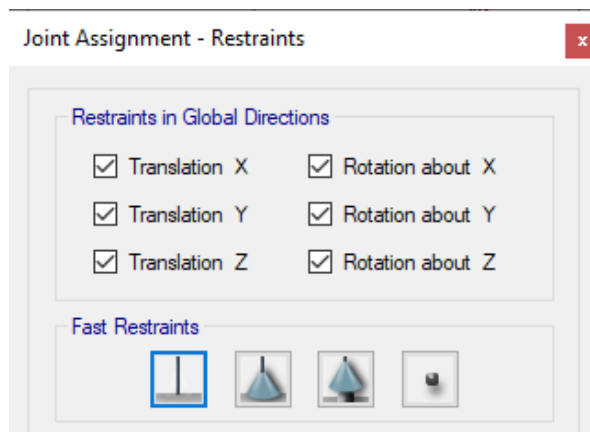 Joint Assignment - Restraints
x
Restraints in Global Directions
Translation X
Rotation about X
Translation Y
Rotation about Y
Translation Z
Rotation about Z
Fast Restraints